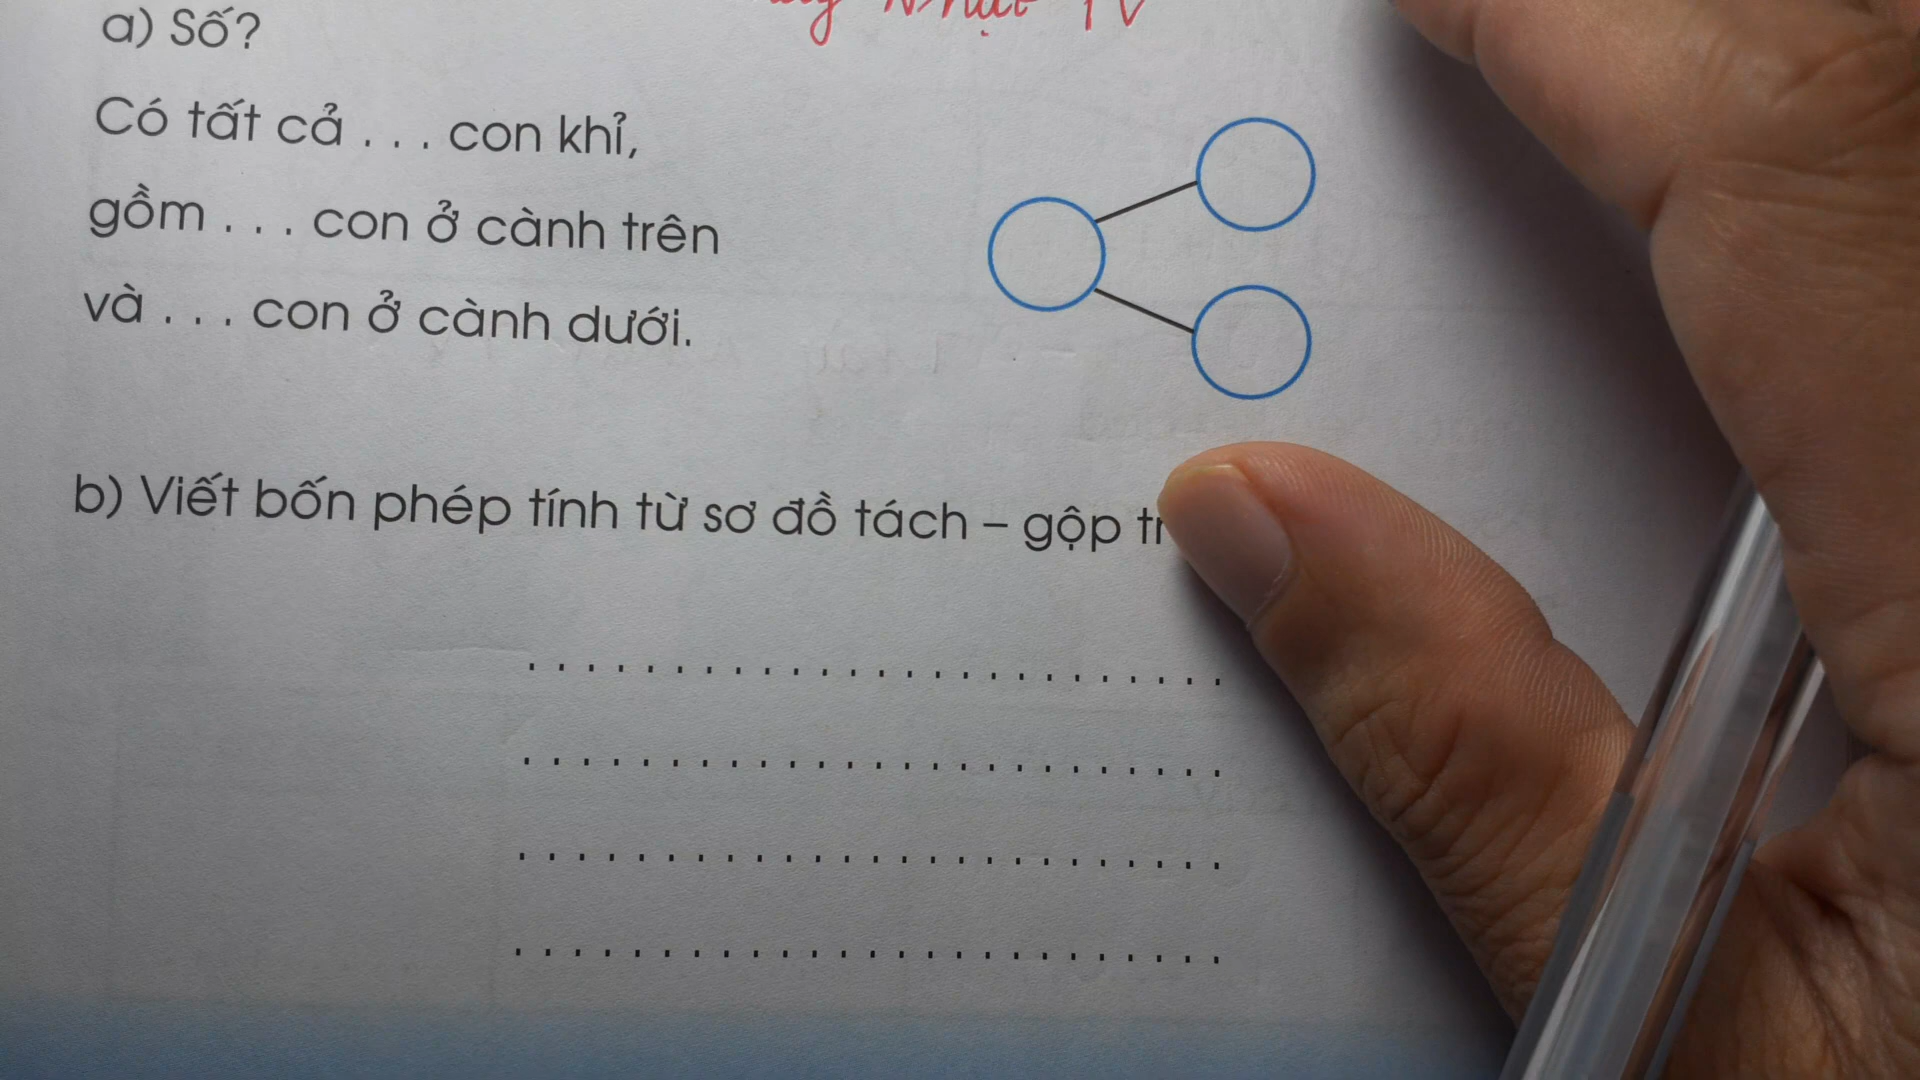 a) Số?
Có tất cả . . . con khỉ,
gồm . . . con ở cành trên
và . . . con ở cành dưới.
b) Viết bốn phép tính từ sơ đồ tách – gộp